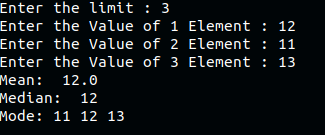 Enter the limit : 3
Enter the Value of 1 Element : 12
Enter the Value of 2 Element : 11
Enter the Value of 3 Element : 13
Mean:  12.0
Median:  12
Mode: 11 12 13